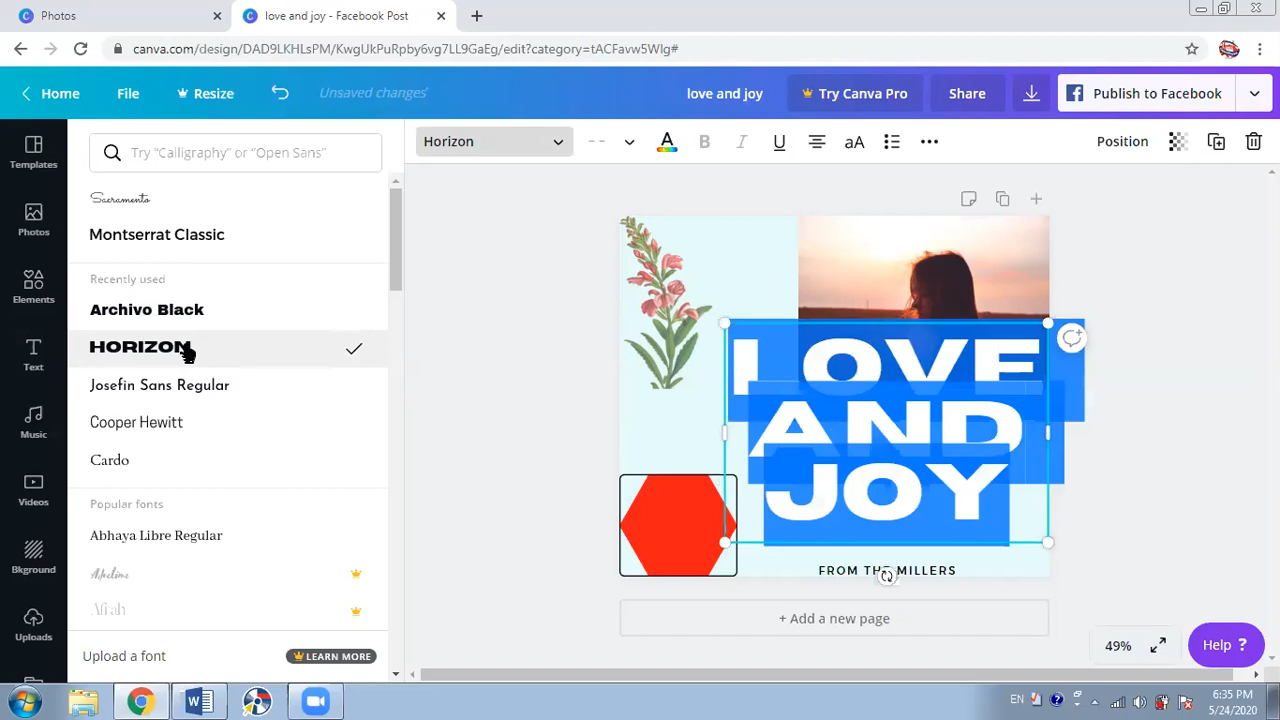 Photos
love and joy - Facebook Post
canva.com/design/DAD9LKHLsPM/KwgUkPuRpby6vg7LL9GaEg/edit?category=tACFavw5WIg#
Home
File
Resize
Unsaved changes
love and joy
Try Canva Pro
Share
Publish to Facebook
Templates
Photos
Elements
Text
Music
Videos
Bkground
Uploads
Try “Calligraphy” or “Open Sans”
Sacramento
Montserrat Classic
Recently used
Archivo Black
HORIZON
Josefin Sans Regular
Cooper Hewitt
Cardo
Popular fonts
Abhaya Libre Regular
Upload a font
LEARN MORE
Horizon
B I U aA
Position
LOVE
AND
JOY
FROM THE MILLERS
+ Add a new page
49%
Help ?
EN
6:35 PM
5/24/2020